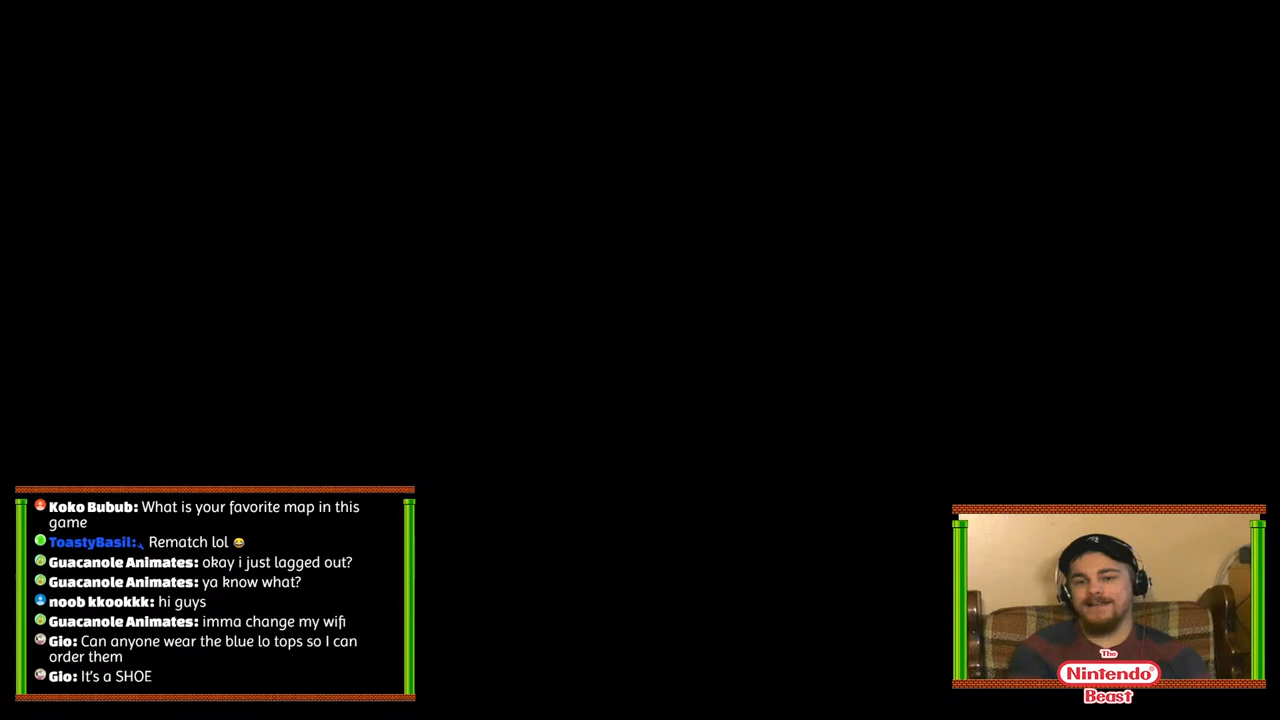 Koko Bubub: What is your favorite map in this
game
ToastyBasil: Rematch lol 😂
Guacanole Animates: okay i just lagged out?
Guacanole Animates: ya know what?
noob kkookkk: hi guys
Guacanole Animates: imma change my wifi
Gio: Can anyone wear the blue lo tops so I can
order them
Gio: It's a SHOE
The
Nintendo
Beast